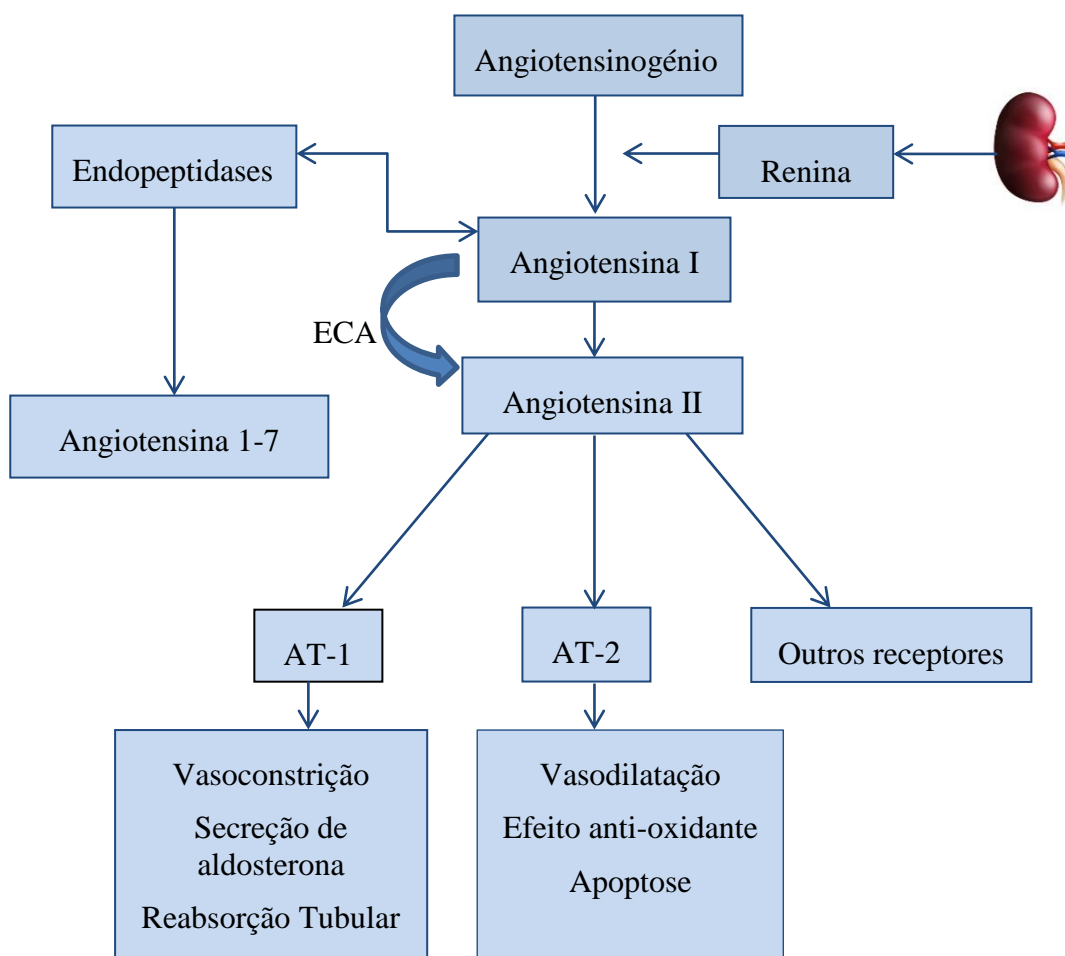 Angiotensinogénio
Endopeptidases
Renina
Angiotensina I
ECA
Angiotensina II
Angiotensina 1-7
AT-1
AT-2
Outros receptores
Vasoconstrição
Secreção de
aldosterona
Reabsorção Tubular
Vasodilatação
Efeito anti-oxidante
Apoptose